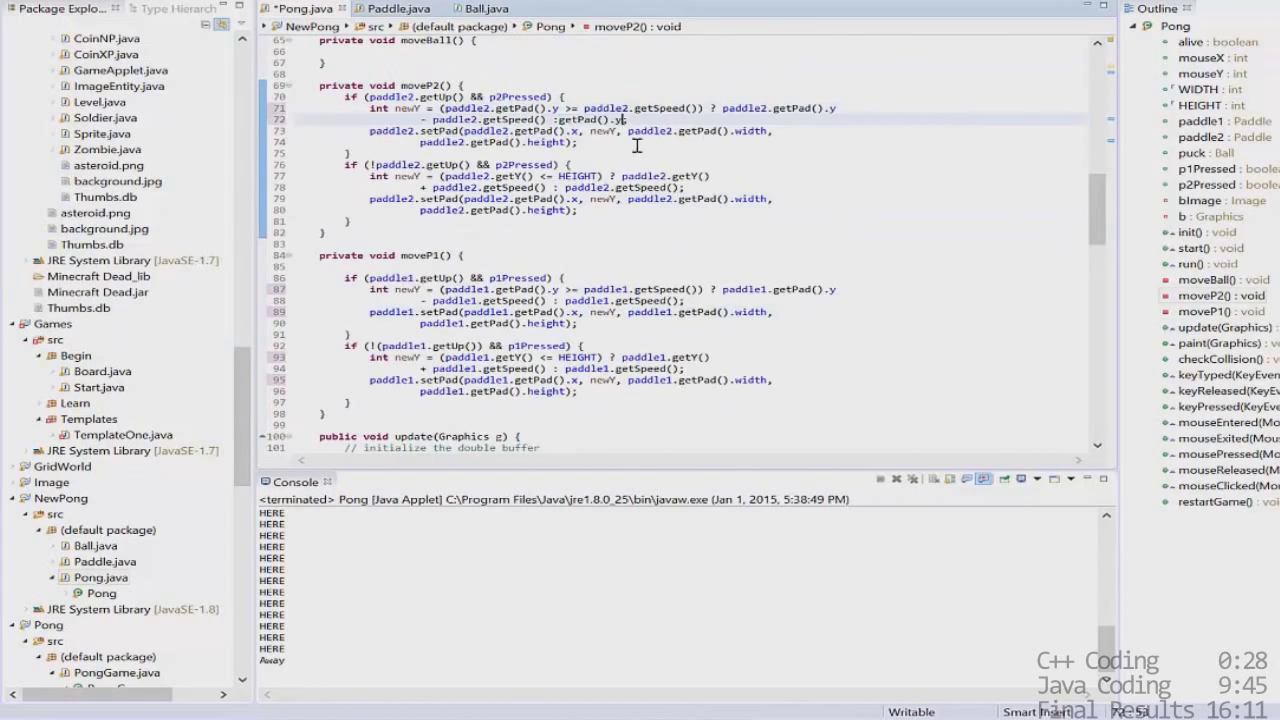 Package Explo...
Type Hierarch
CoinNP.java
CoinXP.java
GameApplet.java
ImageEntity.java
Level.java
Soldier.java
Sprite.java
Zombie.java
asteroid.png
background.jpg
Thumbs.db
asteroid.png
background.jpg
Thumbs.db
JRE System Library [JavaSE-1.7]
Minecraft Dead_lib
Minecraft Dead.jar
Thumbs.db
Games
src
Begin
Board.java
Start.java
Learn
Templates
TemplateOne.java
JRE System Library [JavaSE-1.7]
GridWorld
Image
NewPong
src
(default package)
Ball.java
Paddle.java
Pong.java
Pong
JRE System Library [JavaSE-1.8]
Pong
src
(default package)
PongGame.java
*Pong.java
Paddle.java
Ball.java
NewPong
src
(default package)
Pong
moveP2() : void
65 private void moveBall() {
66
67 }
68
69 private void moveP2() {
70 if (paddle2.getUp() && p2Pressed) {
71 int newY = (paddle2.getPad().y >= paddle2.getSpeed()) ? paddle2.getPad().y
72 - paddle2.getSpeed() :getPad().y;
73 paddle2.setPad(paddle2.getPad().x, newY, paddle2.getPad().width,
74 paddle2.getPad().height);
75 }
76 if (!paddle2.getUp() && p2Pressed) {
77 int newY = (paddle2.getY() <= HEIGHT) ? paddle2.getY()
78 + paddle2.getSpeed() : paddle2.getSpeed();
79 paddle2.setPad(paddle2.getPad().x, newY, paddle2.getPad().width,
80 paddle2.getPad().height);
81 }
82 }
83
84 private void moveP1() {
85
86 if (paddle1.getUp() && p1Pressed) {
87 int newY = (paddle1.getPad().y >= paddle1.getSpeed()) ? paddle1.getPad().y
88 - paddle1.getSpeed() : paddle1.getSpeed();
89 paddle1.setPad(paddle1.getPad().x, newY, paddle1.getPad().width,
90 paddle1.getPad().height);
91 }
92 if (!(paddle1.getUp()) && p1Pressed) {
93 int newY = (paddle1.getY() <= HEIGHT) ? paddle1.getY()
94 + paddle1.getSpeed() : paddle1.getSpeed();
95 paddle1.setPad(paddle1.getPad().x, newY, paddle1.getPad().width,
96 paddle1.getPad().height);
97 }
98 }
99
100 public void update(Graphics g) {
101 // initialize the double buffer
Console
<terminated> Pong [Java Applet] C:\Program Files\Java\jre1.8.0_25\bin\javaw.exe (Jan 1, 2015, 5:38:49 PM)
HERE
HERE
HERE
HERE
HERE
HERE
HERE
HERE
HERE
HERE
HERE
HERE
HERE
Away
Outline
Pong
alive : boolean
mouseX : int
mouseY : int
WIDTH : int
HEIGHT : int
paddle1 : Paddle
paddle2 : Paddle
puck : Ball
p1Pressed : boolean
p2Pressed : boolean
bImage : Image
b : Graphics
init() : void
start() : void
run() : void
moveBall() : void
moveP2() : void
moveP1() : void
update(Graphics) : void
paint(Graphics) : void
checkCollision() : void
keyTyped(KeyEve
keyReleased(KeyE
keyPressed(KeyEv
mouseEntered(Mo
mouseExited(Mou
mousePressed(Mo
mouseReleased(M
mouseClicked(Mou
restartGame() : voi
C++ Coding 0:28
Java Coding 9:45
Final Results 16:11
Writable
Smart Insert